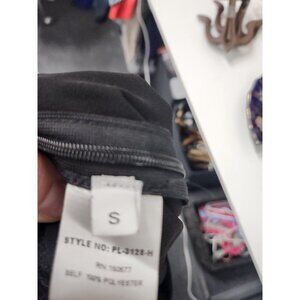 S
STYLE NO: PL-3128-H
RN: 150677
SELF: 100% POLYESTER